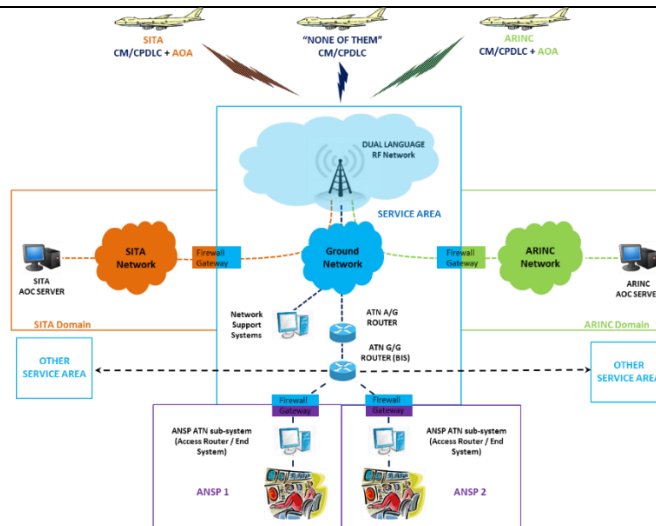 SITA
CM/CPDLC + AOA
“NONE OF THEM”
CM/CPDLC
ARINC
CM/CPDLC + AOA
DUAL LANGUAGE
RF Network
SERVICE AREA
SITA
Network
Firewall
Gateway
Ground
Network
Firewall
Gateway
ARINC
Network
SITA
AOC SERVER
ARINC
AOC SERVER
Network
Support
Systems
ATN A/G
ROUTER
SITA Domain
ARINC Domain
ATN G/G
ROUTER (BIS)
OTHER
SERVICE AREA
OTHER
SERVICE AREA
Firewall
Gateway
Firewall
Gateway
ANSP ATN sub-system
(Access Router / End
System)
ANSP ATN sub-system
(Access Router / End
System)
ANSP 1
ANSP 2